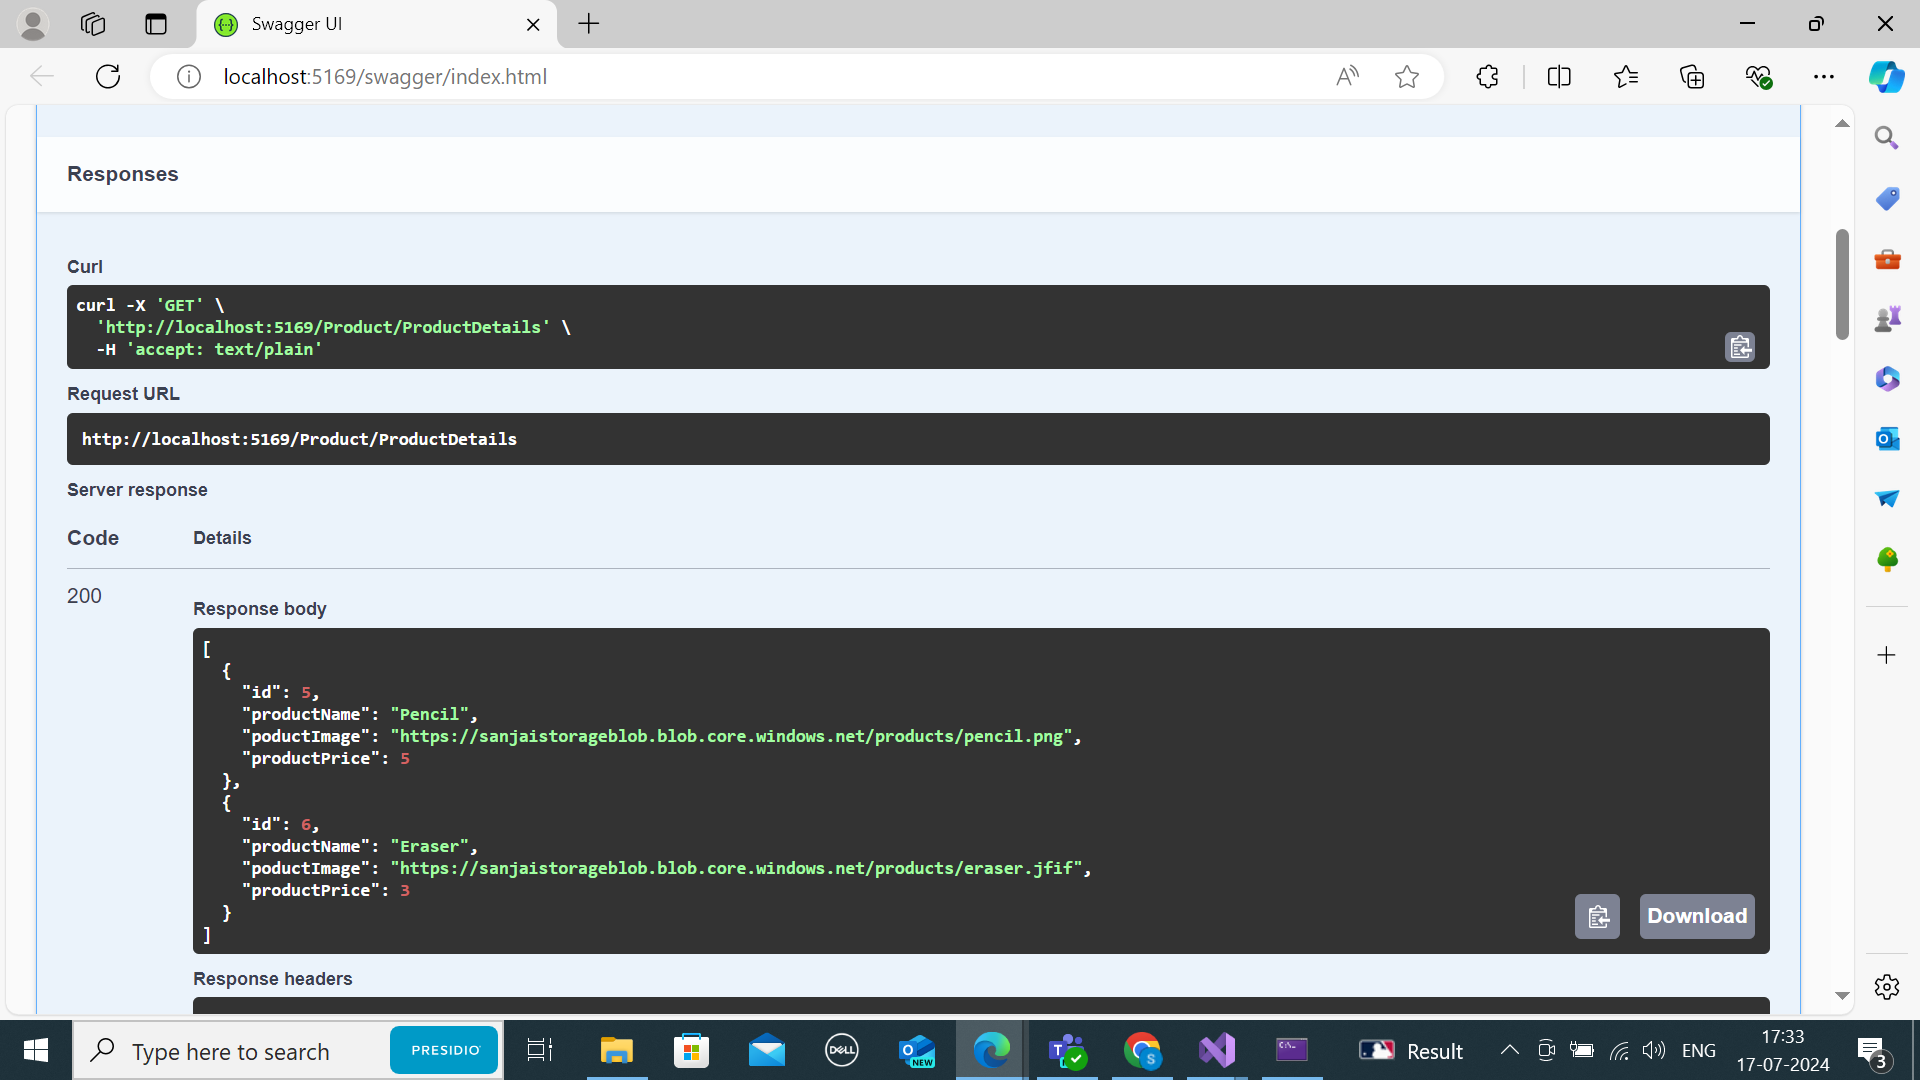 Swagger UI
localhost:5169/swagger/index.html
Responses
Curl
curl -X 'GET' \
'http://localhost:5169/Product/ProductDetails' \
-H 'accept: text/plain'
Request URL
http://localhost:5169/Product/ProductDetails
Server response
Code Details
200
Response body
[
{
"id": 5,
"productName": "Pencil",
"poductImage": "https://sanjaistorageblob.blob.core.windows.net/products/pencil.png",
"productPrice": 5
},
{
"id": 6,
"productName": "Eraser",
"poductImage": "https://sanjaistorageblob.blob.core.windows.net/products/eraser.jfif",
"productPrice": 3
}
]
Download
Response headers
Type here to search
PRESIDIO
DELL
NEW
S
Result
ENG
17:33
17-07-2024
3